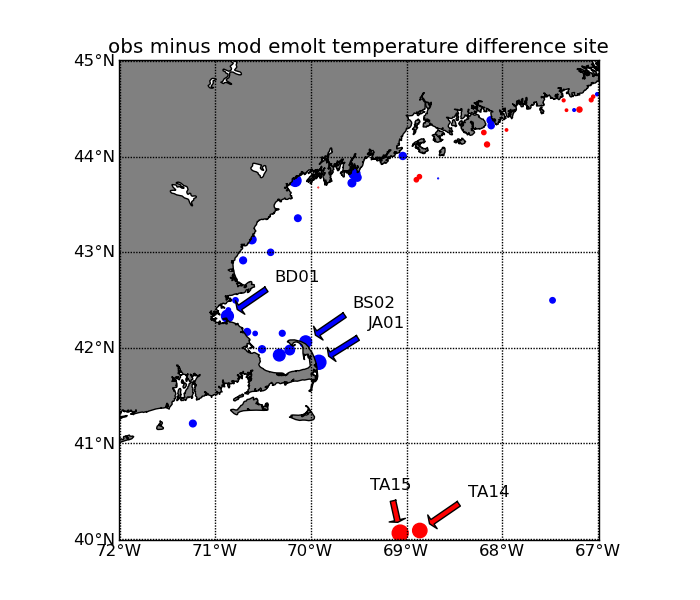 obs minus mod emolt temperature difference site
45°N
44°N
43°N
BD01
BS02
JA01
42°N
41°N
TA15
TA14
40°N
72°W 71°W 70°W 69°W 68°W 67°W